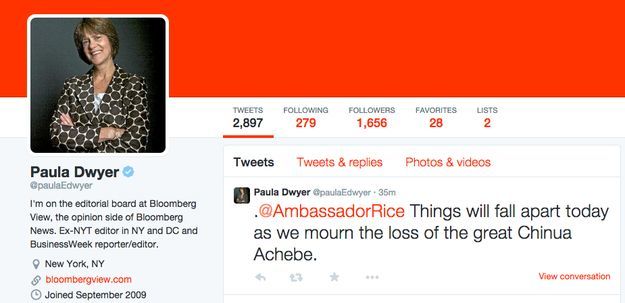 TWEETS FOLLOWING FOLLOWERS FAVORITES LISTS
2,897 279 1,656 28 2
Paula Dwyer
@paulaEdwyer
I'm on the editorial board at Bloomberg
View, the opinion side of Bloomberg
News. Ex-NYT editor in NY and DC and
BusinessWeek reporter/editor.
New York, NY
bloombergview.com
Joined September 2009
Tweets Tweets & replies Photos & videos
Paula Dwyer @paulaEdwyer · 35m
.@AmbassadorRice Things will fall apart today
as we mourn the loss of the great Chinua
Achebe.
View conversation